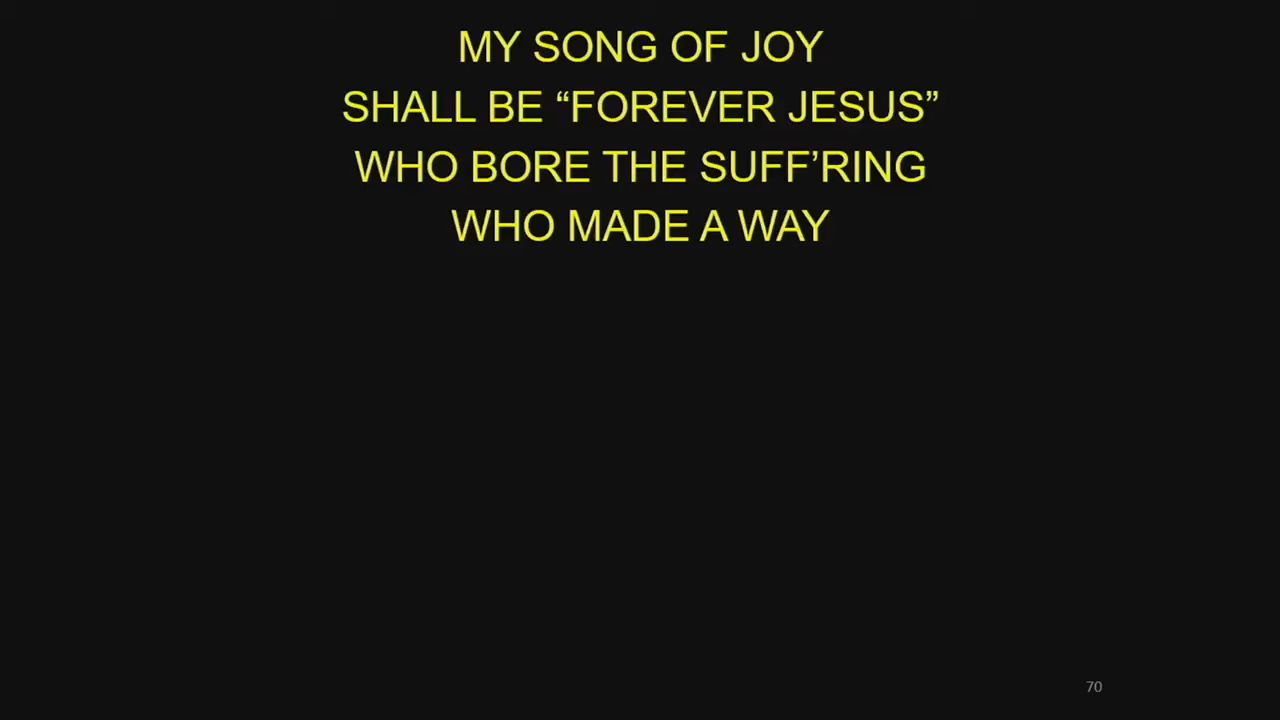 MY SONG OF JOY
SHALL BE “FOREVER JESUS”
WHO BORE THE SUFF’RING
WHO MADE A WAY
70